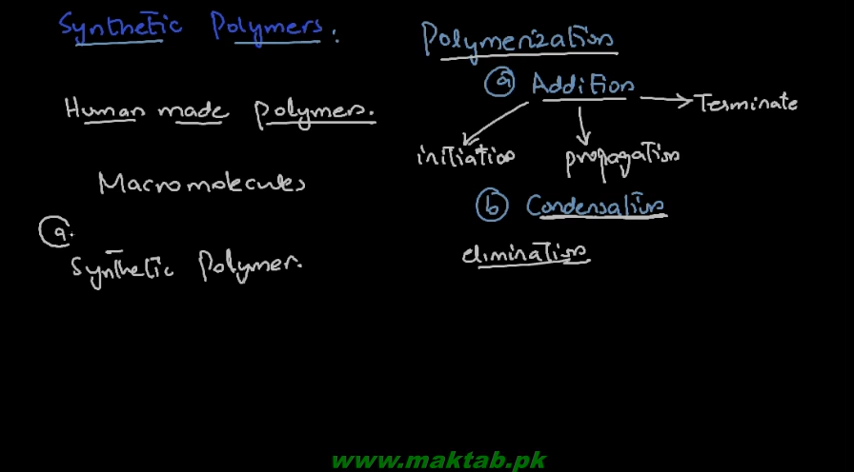 Synthetic Polymers:
Human made polymers.
Macromolecules
a.
Synthetic Polymer.
Polymerization
a Addition
Terminate
initiation propagation
b Condensation
elimination
www.maktab.pk